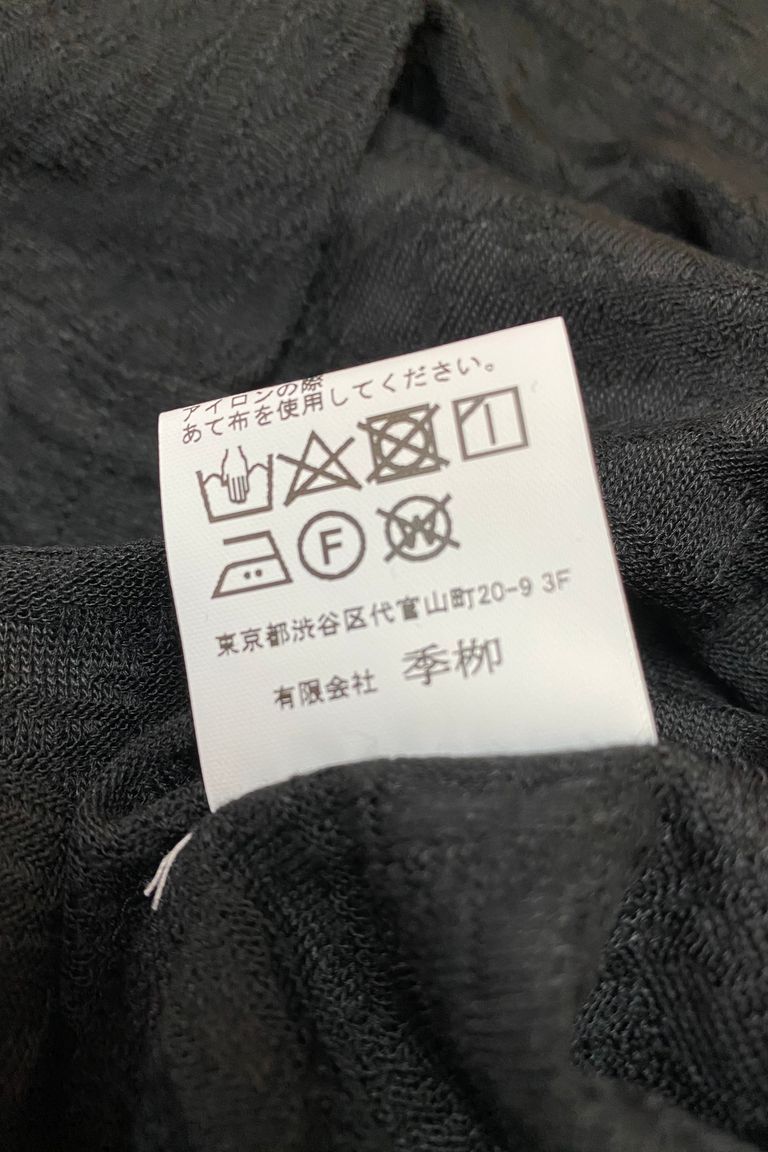 アイロンの際
あて布を使用してください。
F
W
東京都渋谷区代官山町20-9 3F
有限会社 季栁